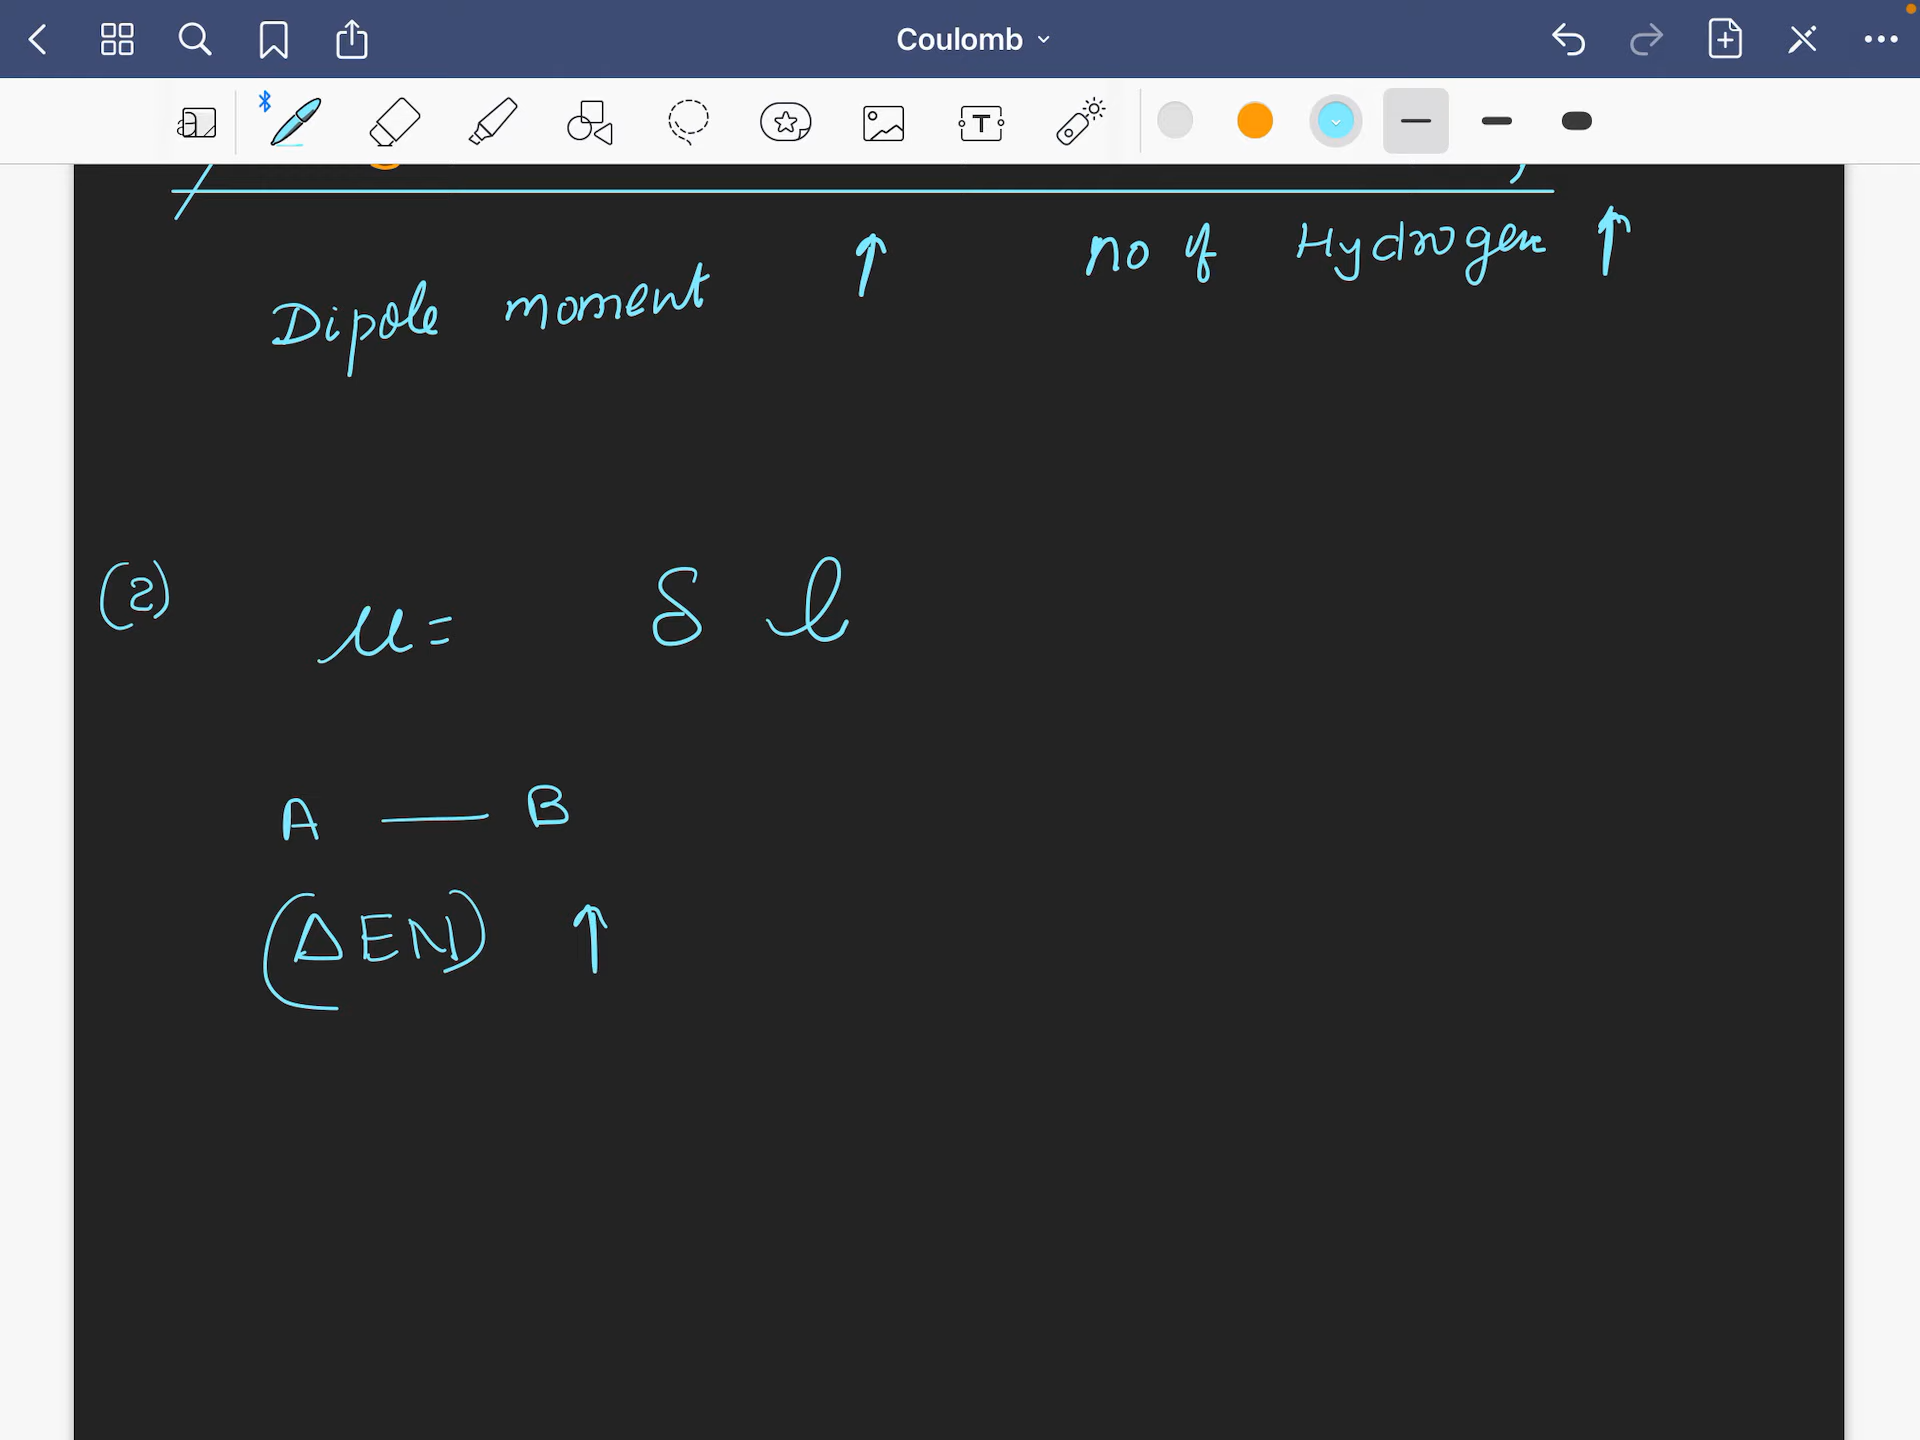 Coulomb
T
Dipole moment ↑ no of Hydrogen ↑
(2) μ = δ l
A — B
(ΔEN) ↑